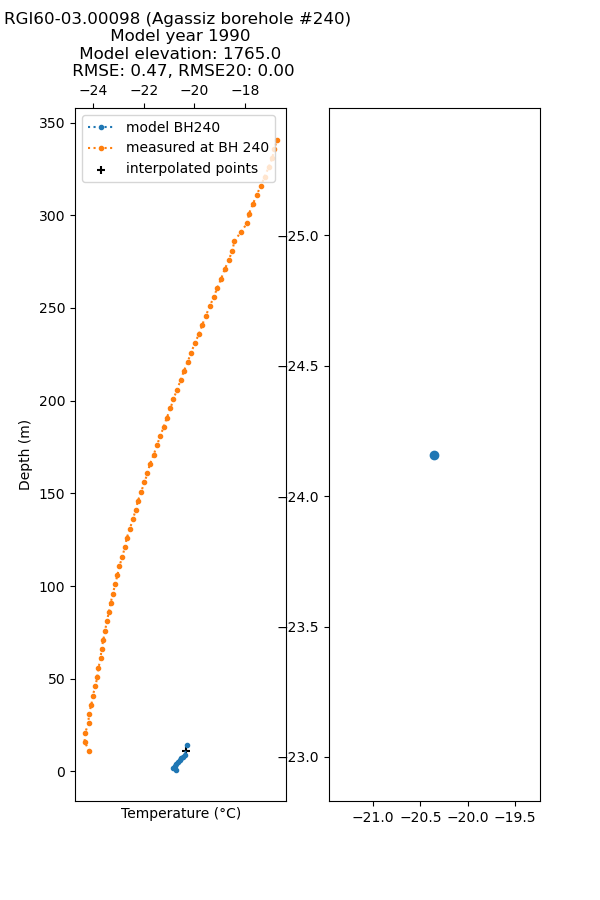 RGI60-03.00098 (Agassiz borehole #240)
Model year 1990
Model elevation: 1765.0
RMSE: 0.47, RMSE20: 0.00
−24 −22 −20 −18
model BH240
measured at BH 240
interpolated points
350
300
250
200
150
100
50
0
Depth (m)
Temperature (°C)
−25.0
−24.5
−24.0
−23.5
−23.0
−21.0 −20.5 −20.0 −19.5